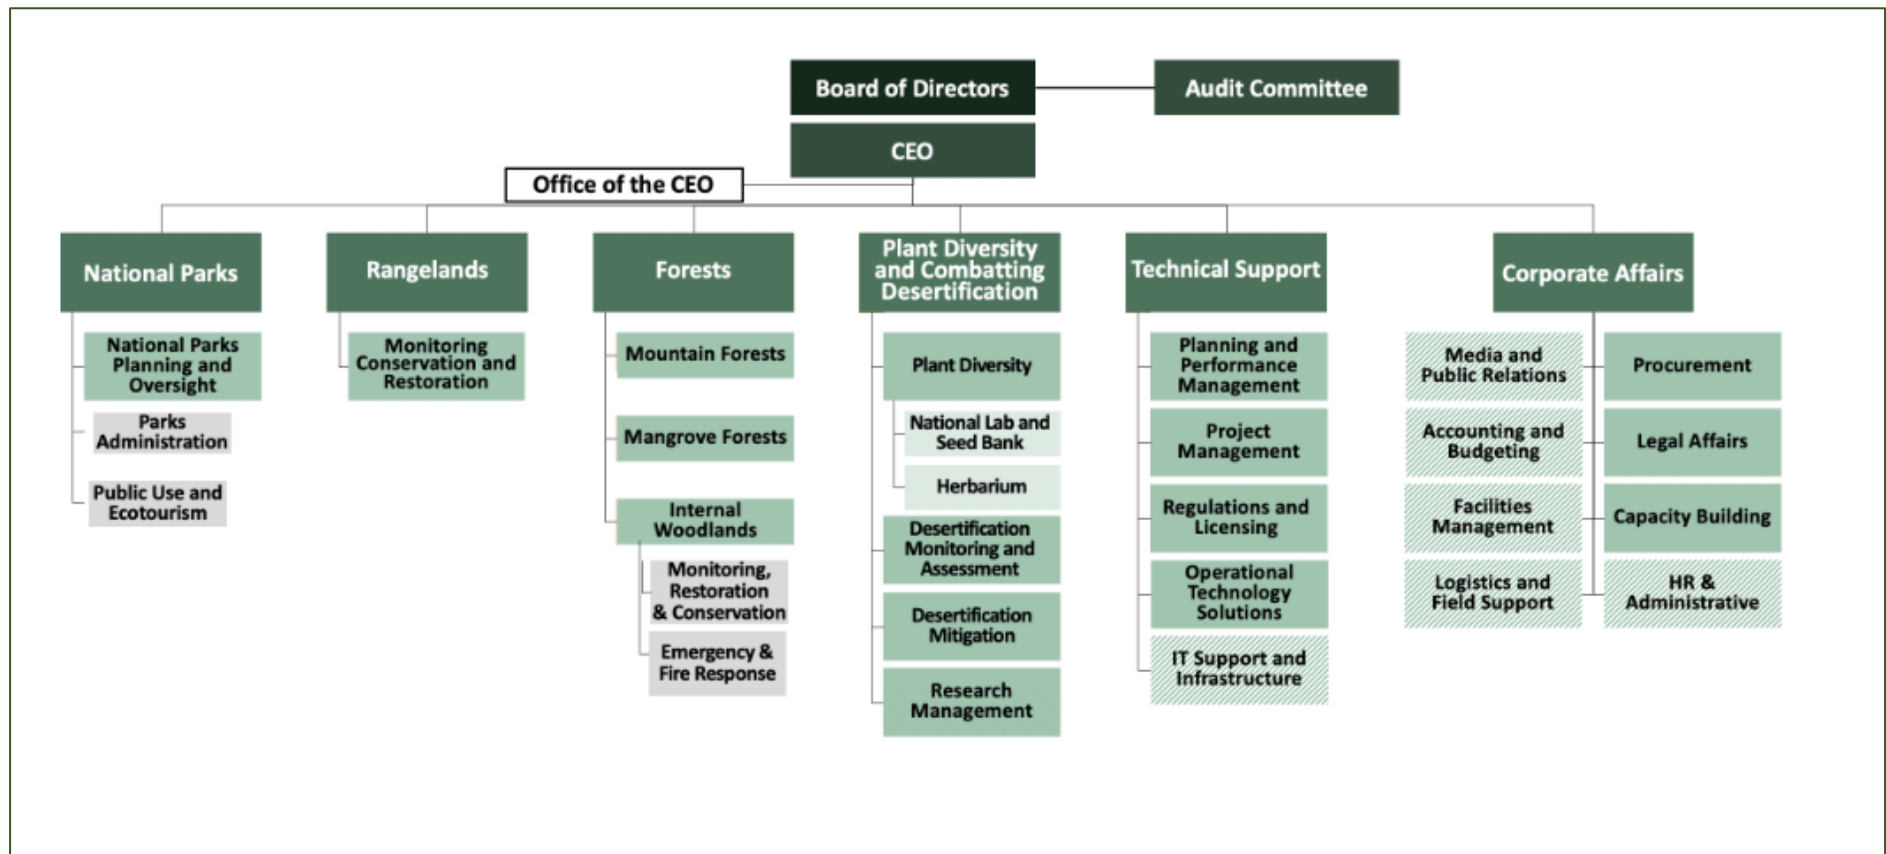 Board of Directors
Audit Committee
CEO
Office of the CEO
National Parks
Rangelands
Forests
Plant Diversity
and Combatting
Desertification
Technical Support
Corporate Affairs
National Parks
Planning and
Oversight
Parks
Administration
Public Use and
Ecotourism
Monitoring
Conservation and
Restoration
Mountain Forests
Mangrove Forests
Internal
Woodlands
Monitoring,
Restoration
& Conservation
Emergency &
Fire Response
Plant Diversity
National Lab and
Seed Bank
Herbarium
Desertification
Monitoring and
Assessment
Desertification
Mitigation
Research
Management
Planning and
Performance
Management
Project
Management
Regulations and
Licensing
Operational
Technology
Solutions
IT Support and
Infrastructure
Media and
Public Relations
Accounting and
Budgeting
Facilities
Management
Logistics and
Field Support
Procurement
Legal Affairs
Capacity Building
HR &
Administrative